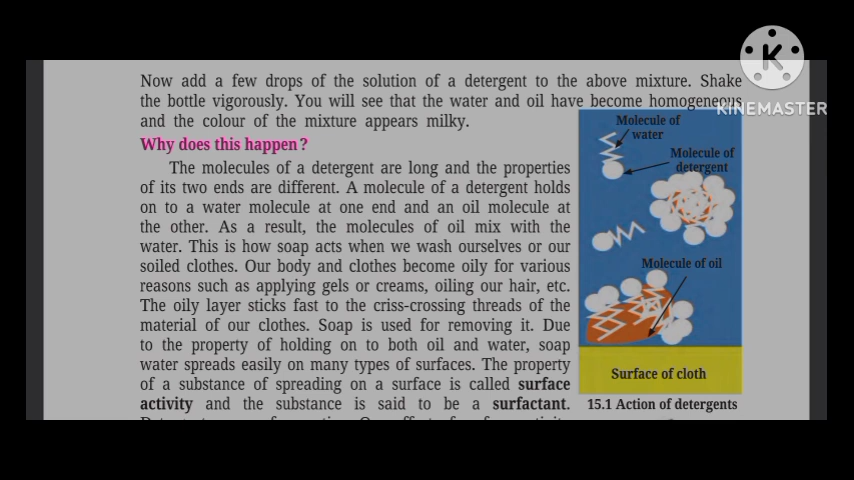 Now add a few drops of the solution of a detergent to the above mixture. Shake
the bottle vigorously. You will see that the water and oil have become homogeneous
and the colour of the mixture appears milky.
KINEMASTER
Why does this happen ?
The molecules of a detergent are long and the properties
of its two ends are different. A molecule of a detergent holds
on to a water molecule at one end and an oil molecule at
the other. As a result, the molecules of oil mix with the
water. This is how soap acts when we wash ourselves or our
soiled clothes. Our body and clothes become oily for various
reasons such as applying gels or creams, oiling our hair, etc.
The oily layer sticks fast to the criss-crossing threads of the
material of our clothes. Soap is used for removing it. Due
to the property of holding on to both oil and water, soap
water spreads easily on many types of surfaces. The property
of a substance of spreading on a surface is called surface
activity and the substance is said to be a surfactant.
Molecule of
water
Molecule of
detergent
Molecule of oil
Surface of cloth
15.1 Action of detergents